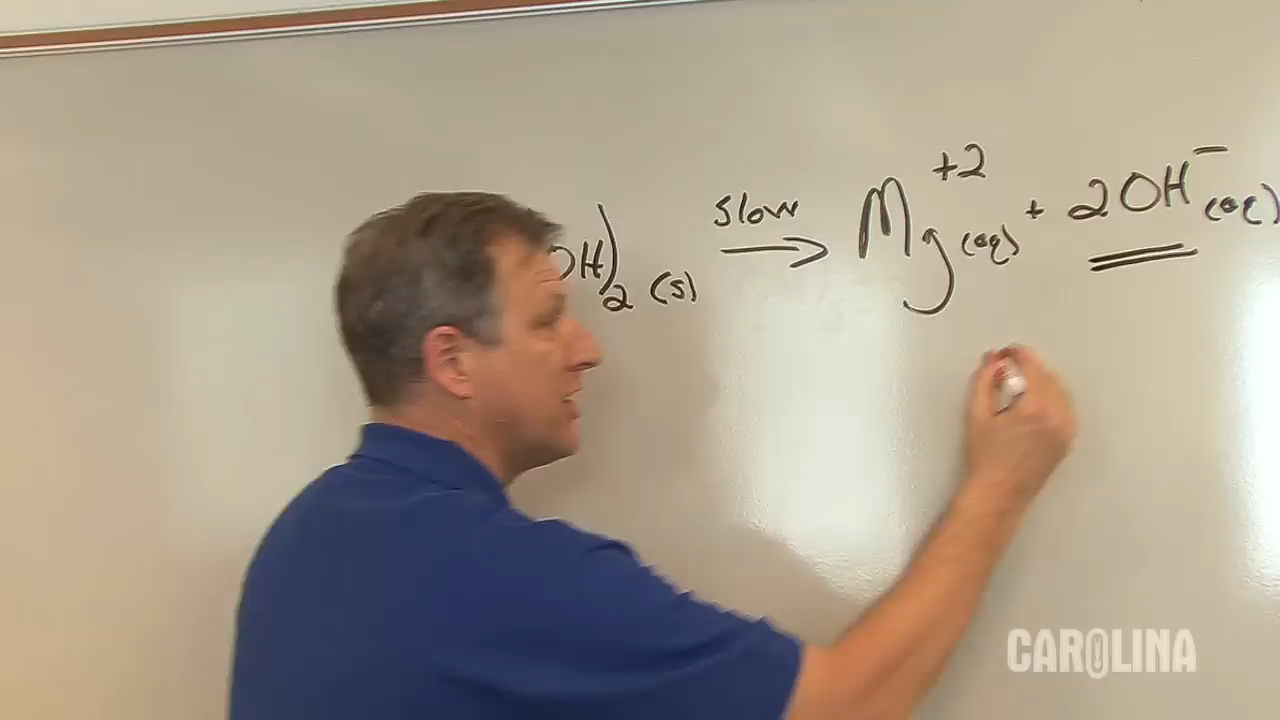 OH)₂ (s) slow → Mg⁺²(aq) + 2OH⁻(aq)
CAROLINA